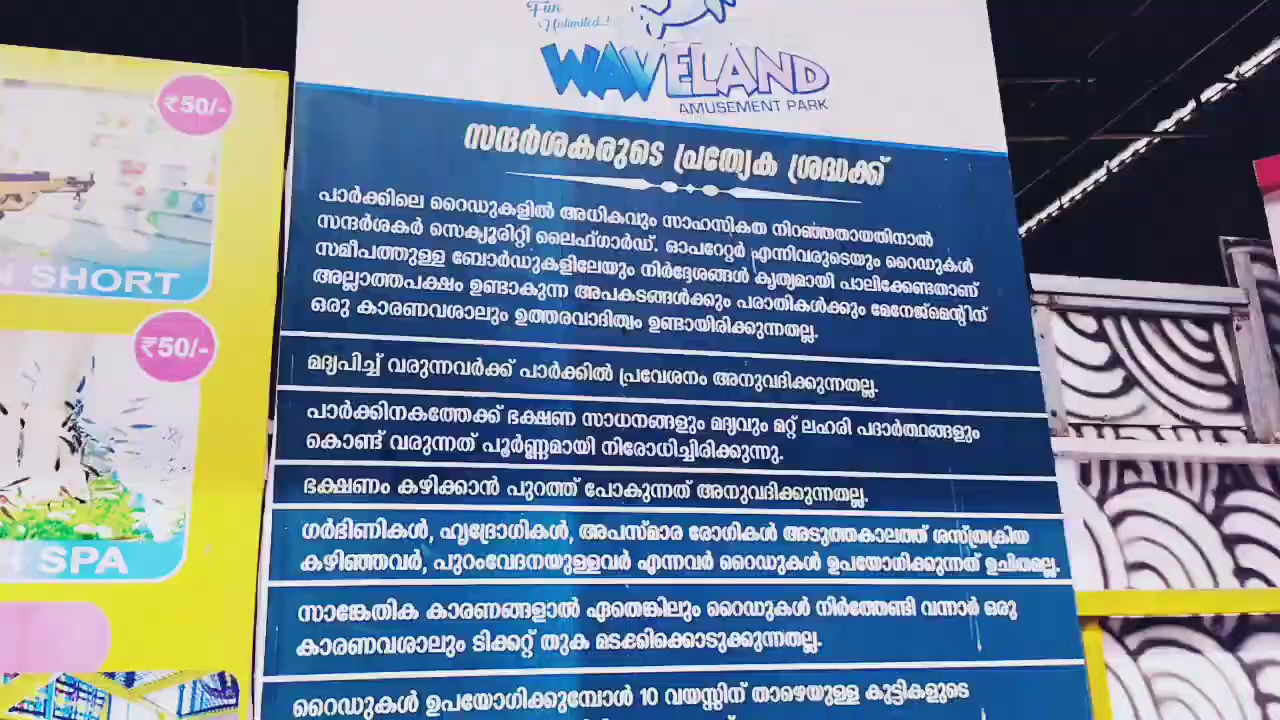 Fun
Unlimited..!
WAVELAND
AMUSEMENT PARK
സന്ദർശകരുടെ പ്രത്യേക ശ്രദ്ധക്ക്
പാർക്കിലെ റൈഡുകളിൽ അധികവും സാഹസികത നിറഞ്ഞതായതിനാൽ
സന്ദർശകർ സെക്യൂരിറ്റി ലൈഫ്ഗാർഡ്. ഓപറേറ്റർ എന്നിവരുടെയും റൈഡുകൾ
സമീപത്തുള്ള ബോർഡുകളിലേയും നിർദ്ദേശങ്ങൾ കൃത്യമായി പാലിക്കേണ്ടതാണ്
അല്ലാത്തപക്ഷം ഉണ്ടാകുന്ന അപകടങ്ങൾക്കും പരാതികൾക്കും മേനേജ്മെന്റിന്
ഒരു കാരണവശാലും ഉത്തരവാദിത്വം ഉണ്ടായിരിക്കുന്നതല്ല.
മദ്യപിച്ച് വരുന്നവർക്ക് പാർക്കിൽ പ്രവേശനം അനുവദിക്കുന്നതല്ല.
പാർക്കിനകത്തേക്ക് ഭക്ഷണ സാധനങ്ങളും മദ്യവും മറ്റ് ലഹരി പദാർത്ഥങ്ങളും
കൊണ്ട് വരുന്നത് പൂർണ്ണമായി നിരോധിച്ചിരിക്കുന്നു.
ഭക്ഷണം കഴിക്കാൻ പുറത്ത് പോകുന്നത് അനുവദിക്കുന്നതല്ല.
ഗർഭിണികൾ, ഹൃദ്രോഗികൾ, അപസ്മാര രോഗികൾ അടുത്തകാലത്ത് ശസ്ത്രക്രിയ
കഴിഞ്ഞവർ, പുറംവേദനയുള്ളവർ എന്നവർ റൈഡുകൾ ഉപയോഗിക്കുന്നത് ഉചിതമല്ല.
സാങ്കേതിക കാരണങ്ങളാൽ ഏതെങ്കിലും റൈഡുകൾ നിർത്തേണ്ടി വന്നാർ ഒരു
കാരണവശാലും ടിക്കറ്റ് തുക മടക്കിക്കൊടുക്കുന്നതല്ല.
റൈഡുകൾ ഉപയോഗിക്കുമ്പോൾ 10 വയസ്സിന് താഴെയുള്ള കുട്ടികളുടെ
₹50/-
N SHORT
₹50/-
SPA